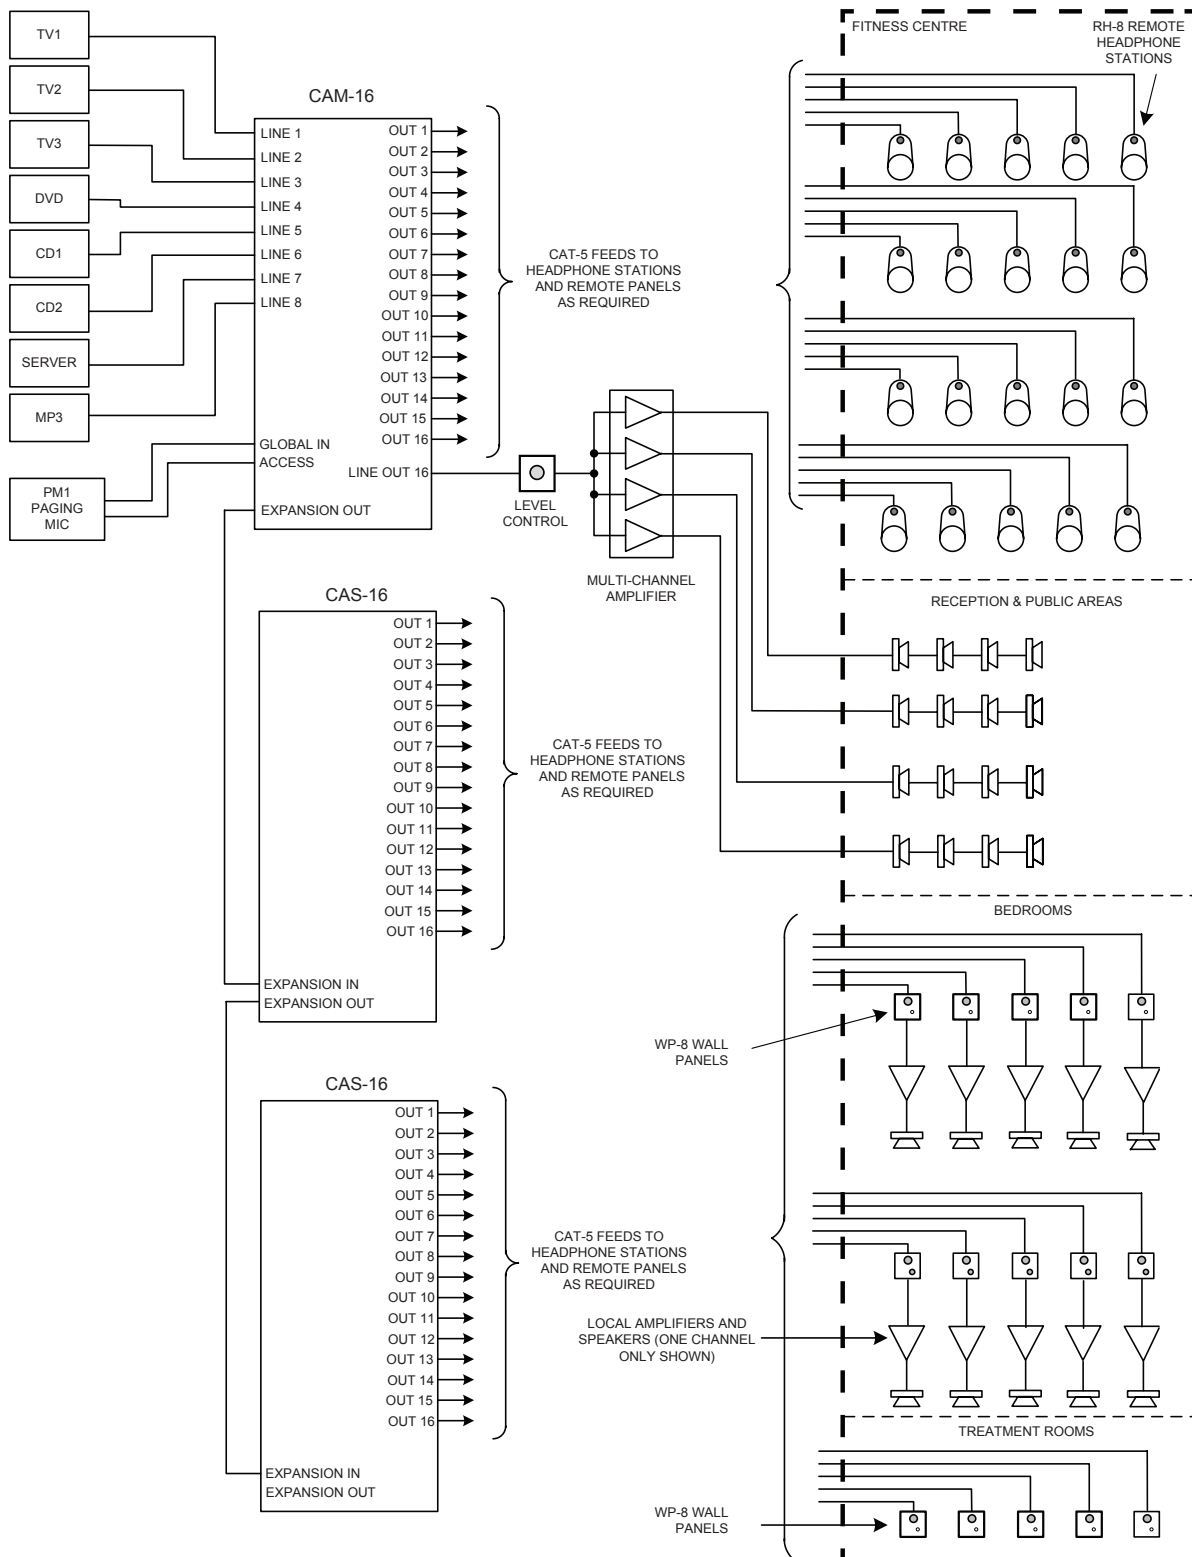 TV1
TV2
TV3
DVD
CD1
CD2
SERVER
MP3
PM1
PAGING
MIC
CAM-16
LINE 1
LINE 2
LINE 3
LINE 4
LINE 5
LINE 6
LINE 7
LINE 8
GLOBAL IN
ACCESS
EXPANSION OUT
OUT 1
OUT 2
OUT 3
OUT 4
OUT 5
OUT 6
OUT 7
OUT 8
OUT 9
OUT 10
OUT 11
OUT 12
OUT 13
OUT 14
OUT 15
OUT 16
LINE OUT 16
CAT-5 FEEDS TO
HEADPHONE STATIONS
AND REMOTE PANELS
AS REQUIRED
LEVEL
CONTROL
MULTI-CHANNEL
AMPLIFIER
CAS-16
OUT 1
OUT 2
OUT 3
OUT 4
OUT 5
OUT 6
OUT 7
OUT 8
OUT 9
OUT 10
OUT 11
OUT 12
OUT 13
OUT 14
OUT 15
OUT 16
EXPANSION IN
EXPANSION OUT
CAT-5 FEEDS TO
HEADPHONE STATIONS
AND REMOTE PANELS
AS REQUIRED
CAS-16
OUT 1
OUT 2
OUT 3
OUT 4
OUT 5
OUT 6
OUT 7
OUT 8
OUT 9
OUT 10
OUT 11
OUT 12
OUT 13
OUT 14
OUT 15
OUT 16
EXPANSION IN
EXPANSION OUT
CAT-5 FEEDS TO
HEADPHONE STATIONS
AND REMOTE PANELS
AS REQUIRED
FITNESS CENTRE
RH-8 REMOTE
HEADPHONE
STATIONS
RECEPTION & PUBLIC AREAS
BEDROOMS
WP-8 WALL
PANELS
LOCAL AMPLIFIERS AND
SPEAKERS (ONE CHANNEL
ONLY SHOWN)
TREATMENT ROOMS
WP-8 WALL
PANELS